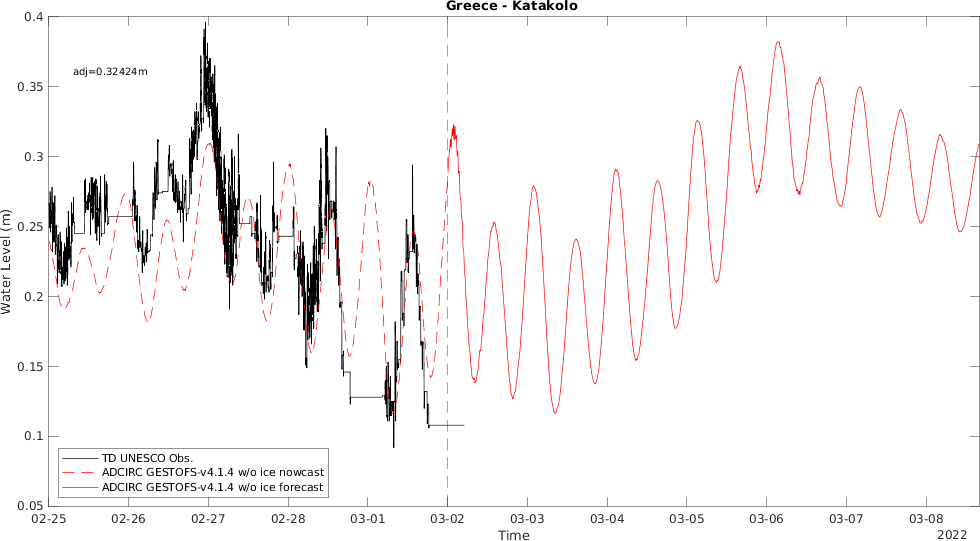 Greece - Katakolo
0.4
adj=0.32424m
0.35
0.3
0.25
Water Level (m)
0.2
0.15
0.1
TD UNESCO Obs.
ADCIRC GESTOFS-v4.1.4 w/o ice nowcast
ADCIRC GESTOFS-v4.1.4 w/o ice forecast
0.05
02-25 02-26 02-27 02-28 03-01 03-02 03-03 03-04 03-05 03-06 03-07 03-08
Time
2022